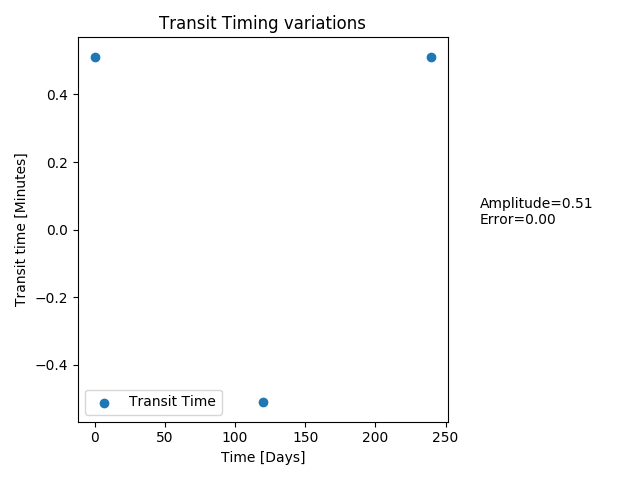 Transit Timing variations
Transit time [Minutes]
0.4
0.2
0.0
−0.2
−0.4
Transit Time
0
50
100
150
200
250
Time [Days]
Amplitude=0.51
Error=0.00